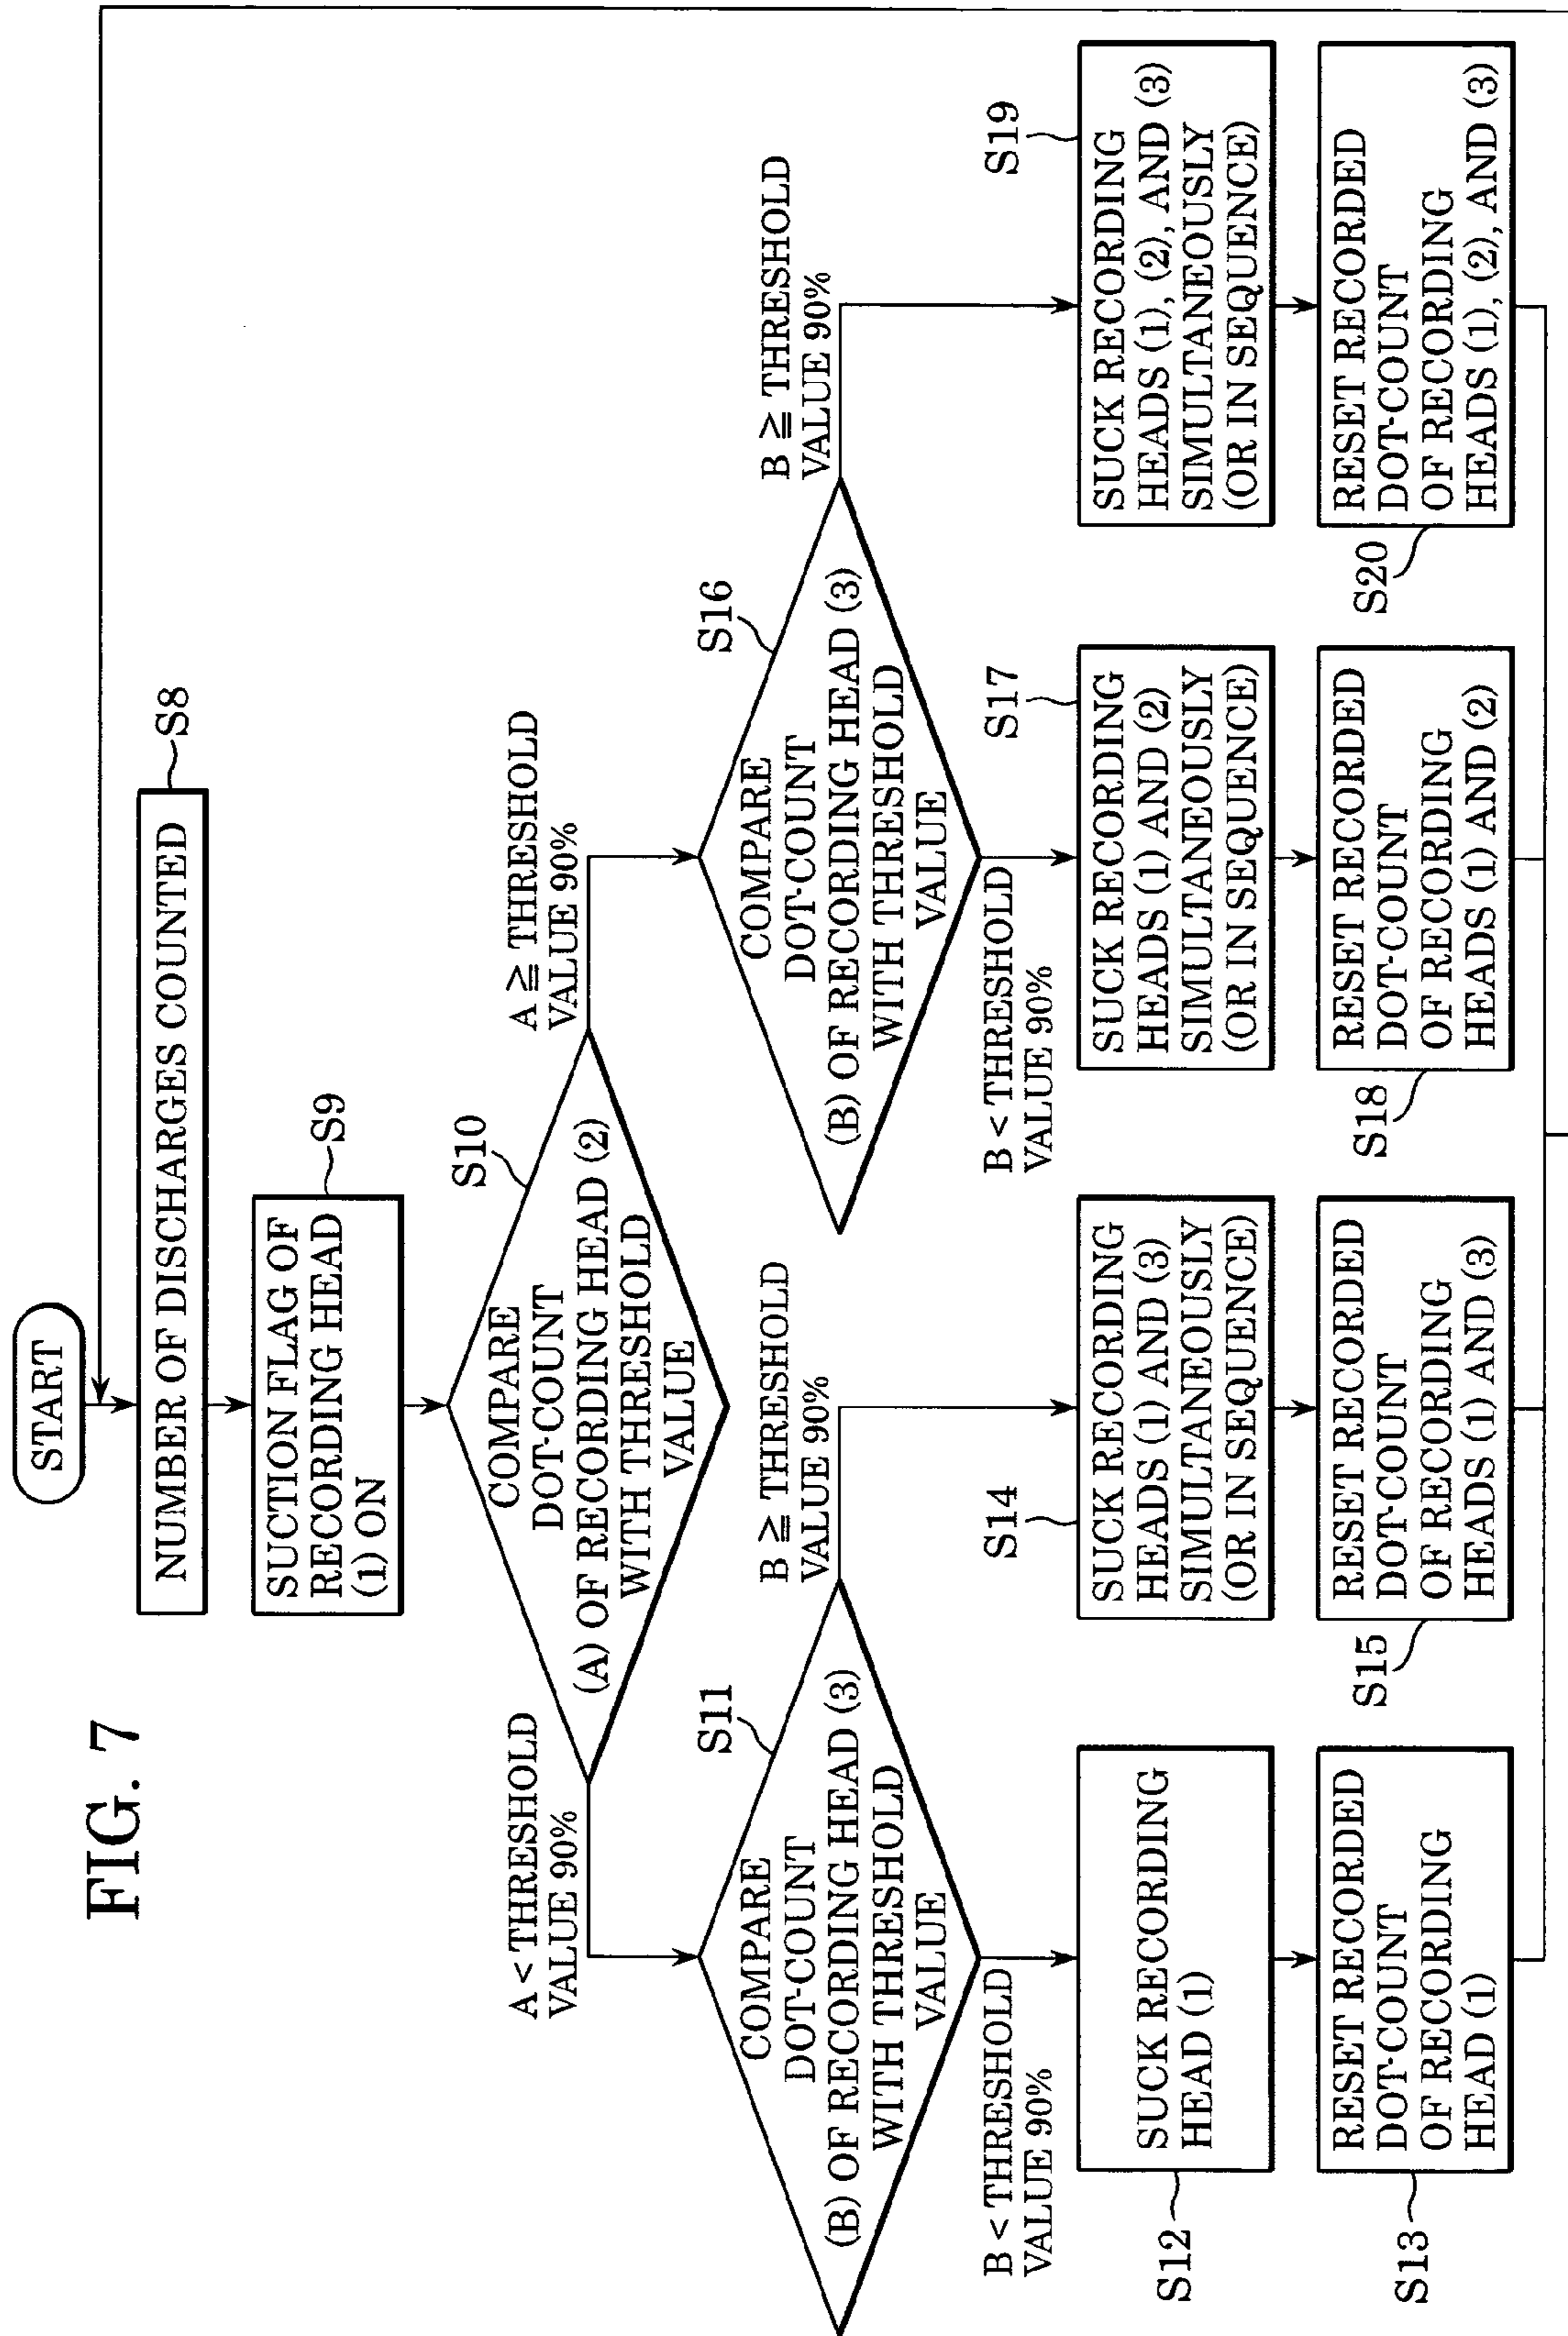 FIG. 7
START
NUMBER OF DISCHARGES COUNTED
S8
SUCTION FLAG OF
RECORDING HEAD
(1) ON
S9
COMPARE
DOT-COUNT
(A) OF RECORDING HEAD (2)
WITH THRESHOLD
VALUE
S10
A < THRESHOLD
VALUE 90%
A ≧ THRESHOLD
VALUE 90%
COMPARE
DOT-COUNT
(B) OF RECORDING HEAD (3)
WITH THRESHOLD
VALUE
S11
B ≧ THRESHOLD
VALUE 90%
COMPARE
DOT-COUNT
(B) OF RECORDING HEAD (3)
WITH THRESHOLD
VALUE
S16
B ≧ THRESHOLD
VALUE 90%
B < THRESHOLD
VALUE 90%
B < THRESHOLD
VALUE 90%
S12
SUCK RECORDING
HEAD (1)
S14
SUCK RECORDING
HEADS (1) AND (3)
SIMULTANEOUSLY
(OR IN SEQUENCE)
S17
SUCK RECORDING
HEADS (1) AND (2)
SIMULTANEOUSLY
(OR IN SEQUENCE)
S19
SUCK RECORDING
HEADS (1), (2), AND (3)
SIMULTANEOUSLY
(OR IN SEQUENCE)
S13
RESET RECORDED
DOT-COUNT
OF RECORDING
HEAD (1)
S15
RESET RECORDED
DOT-COUNT
OF RECORDING
HEADS (1) AND (3)
S18
RESET RECORDED
DOT-COUNT
OF RECORDING
HEADS (1) AND (2)
S20
RESET RECORDED
DOT-COUNT
OF RECORDING
HEADS (1), (2), AND (3)